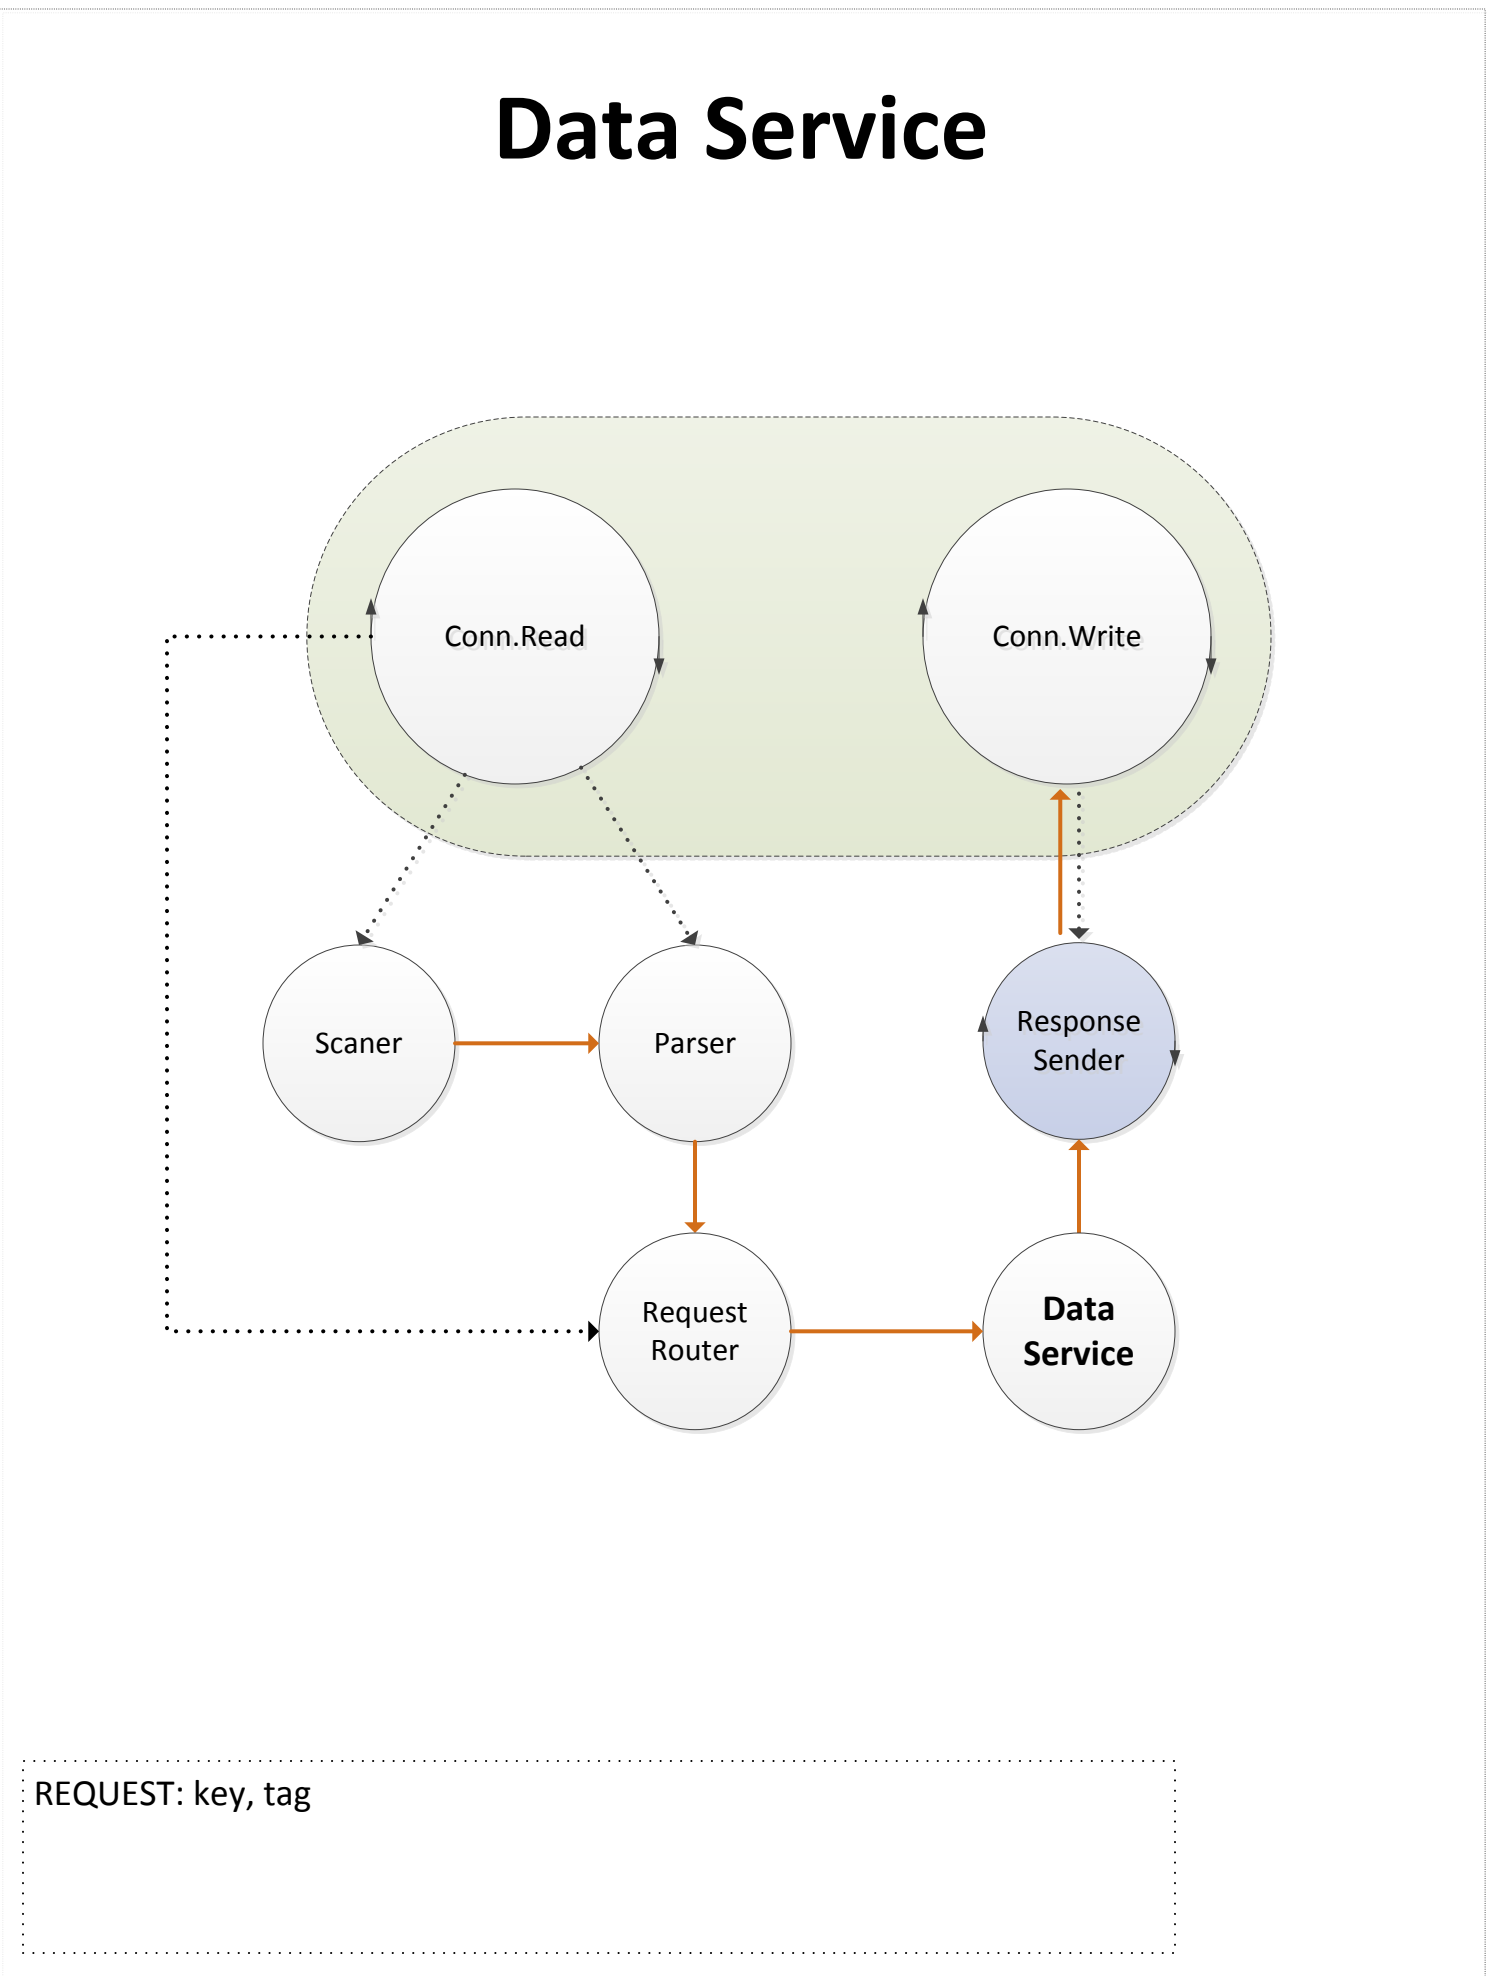 Data Service
Conn.Read
Conn.Write
Scaner
Parser
Response
Sender
Request
Router
Data
Service
REQUEST: key, tag